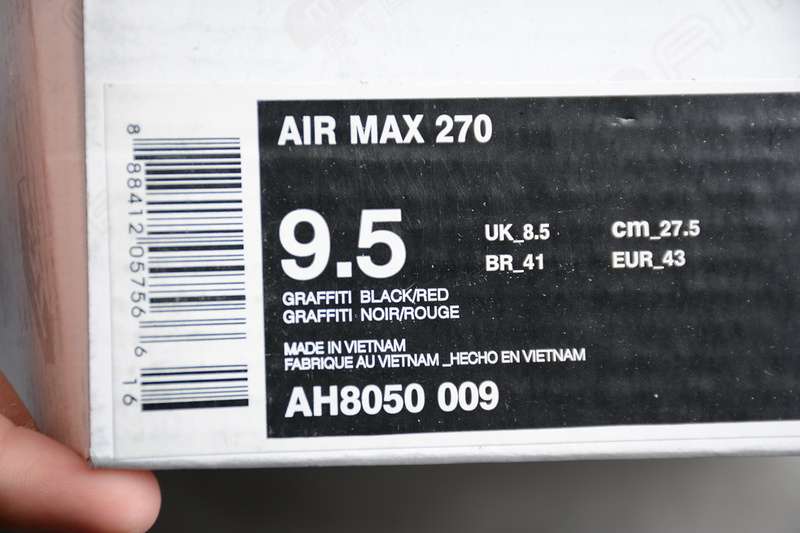 AIR MAX 270
9.5
UK_8.5
cm_27.5
BR_41
EUR_43
GRAFFITI BLACK/RED
GRAFFITI NOIR/ROUGE
MADE IN VIETNAM
FABRIQUE AU VIETNAM _HECHO EN VIETNAM
AH8050 009
8 88412 05756 6 16